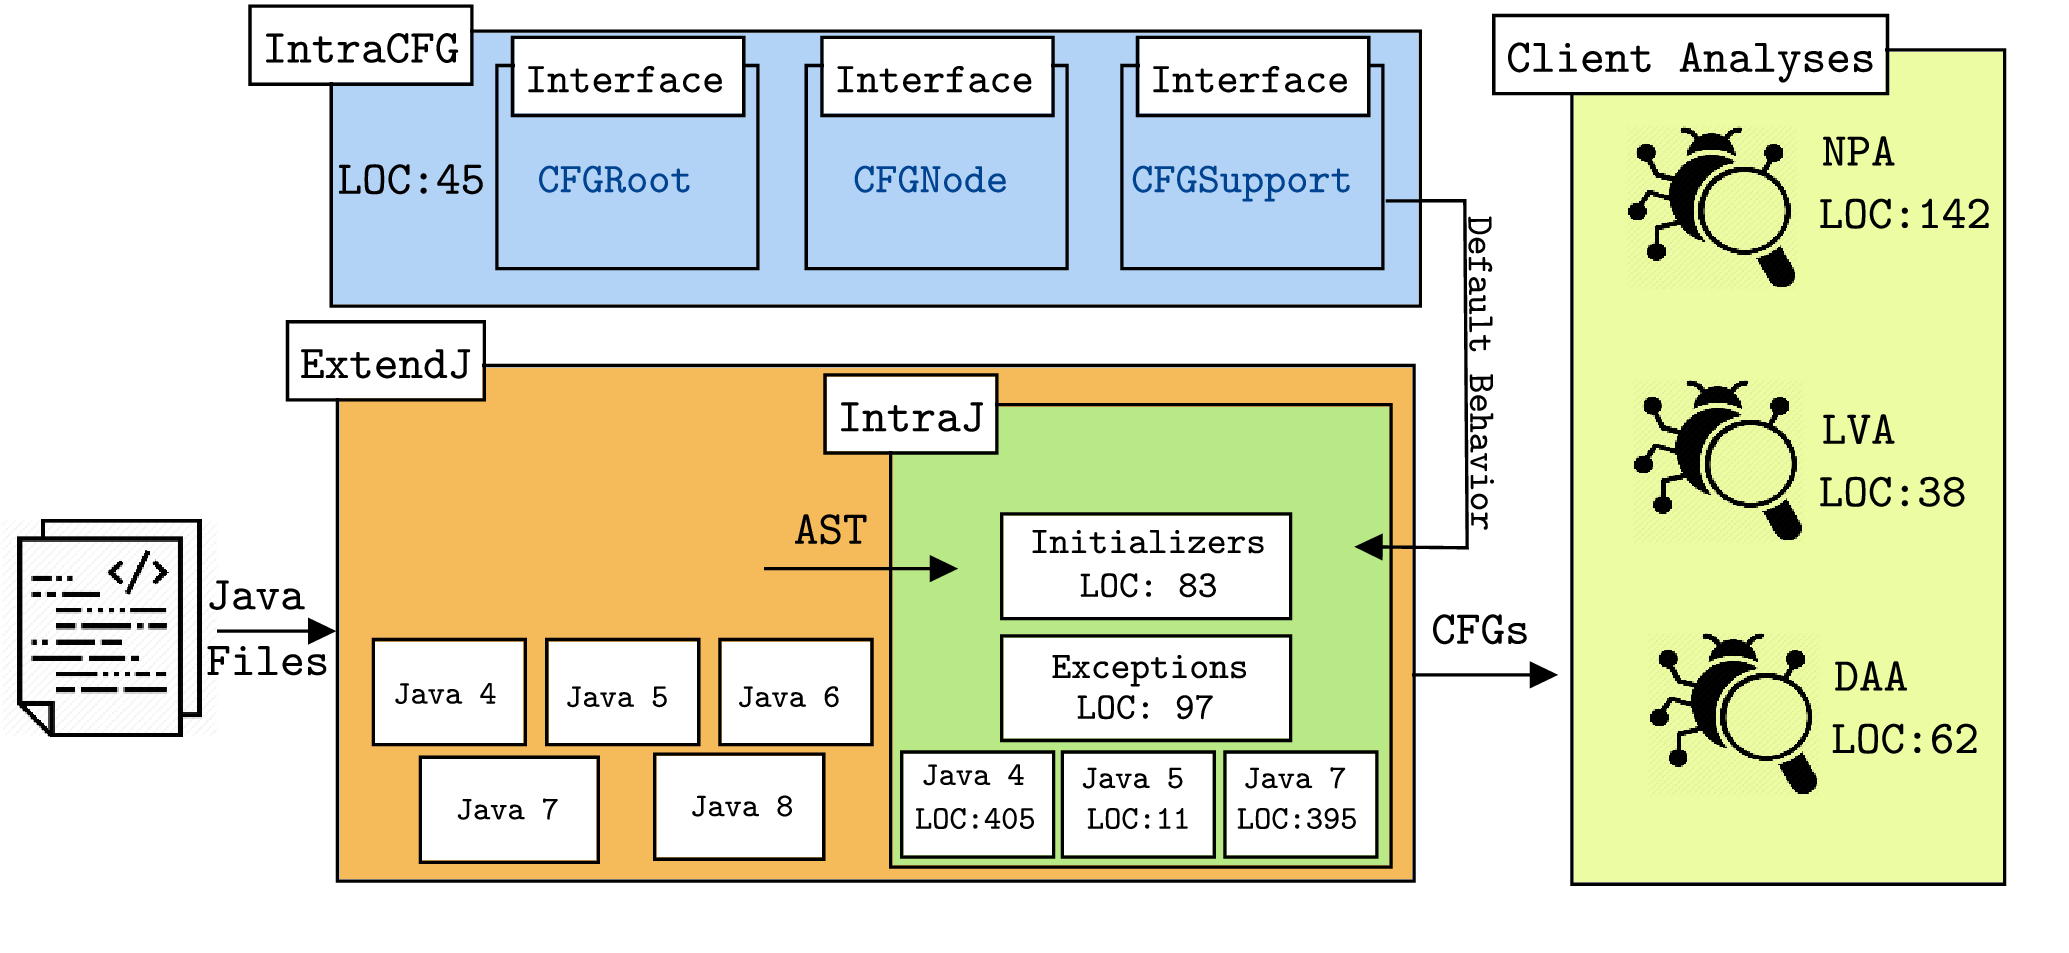 IntraCFG
Interface
Interface
Interface
LOC:45
CFGRoot
CFGNode
CFGSupport
Default Behavior
ExtendJ
IntraJ
Java
Files
AST
Initializers
LOC: 83
Exceptions
LOC: 97
Java 4
Java 5
Java 6
Java 7
Java 8
Java 4
LOC:405
Java 5
LOC:11
Java 7
LOC:395
CFGs
Client Analyses
NPA
LOC:142
LVA
LOC:38
DAA
LOC:62